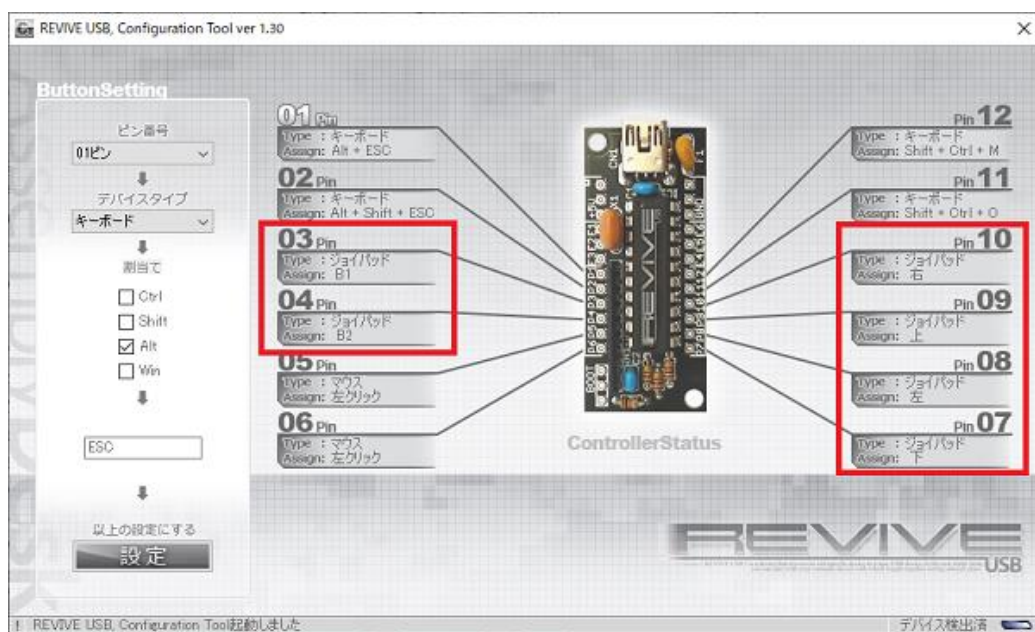 REVIVE USB, Configuration Tool ver 1.30
ButtonSetting
ピン番号
01ピン
デバイスタイプ
キーボード
割当て
Ctrl
Shift
Alt
Win
ESC
以上の設定にする
設定
01 Pin
Type : キーボード
Assign: Alt + ESC
02 Pin
Type : キーボード
Assign: Alt + Shift + ESC
03 Pin
Type : ジョイパッド
Assign: B1
04 Pin
Type : ジョイパッド
Assign: B2
05 Pin
Type : マウス
Assign: 左クリック
06 Pin
Type : マウス
Assign: 左クリック
CN1
F1
REVIVE
BOOT
ControllerStatus
Pin 12
Type : キーボード
Assign: Shift + Ctrl + M
Pin 11
Type : キーボード
Assign: Shift + Ctrl + O
Pin 10
Type : ジョイパッド
Assign: 右
Pin 09
Type : ジョイパッド
Assign: 上
Pin 08
Type : ジョイパッド
Assign: 左
Pin 07
Type : ジョイパッド
Assign: 下
REVIVE
USB
! REVIVE USB, Configuration Tool起動しました
デバイス検出済